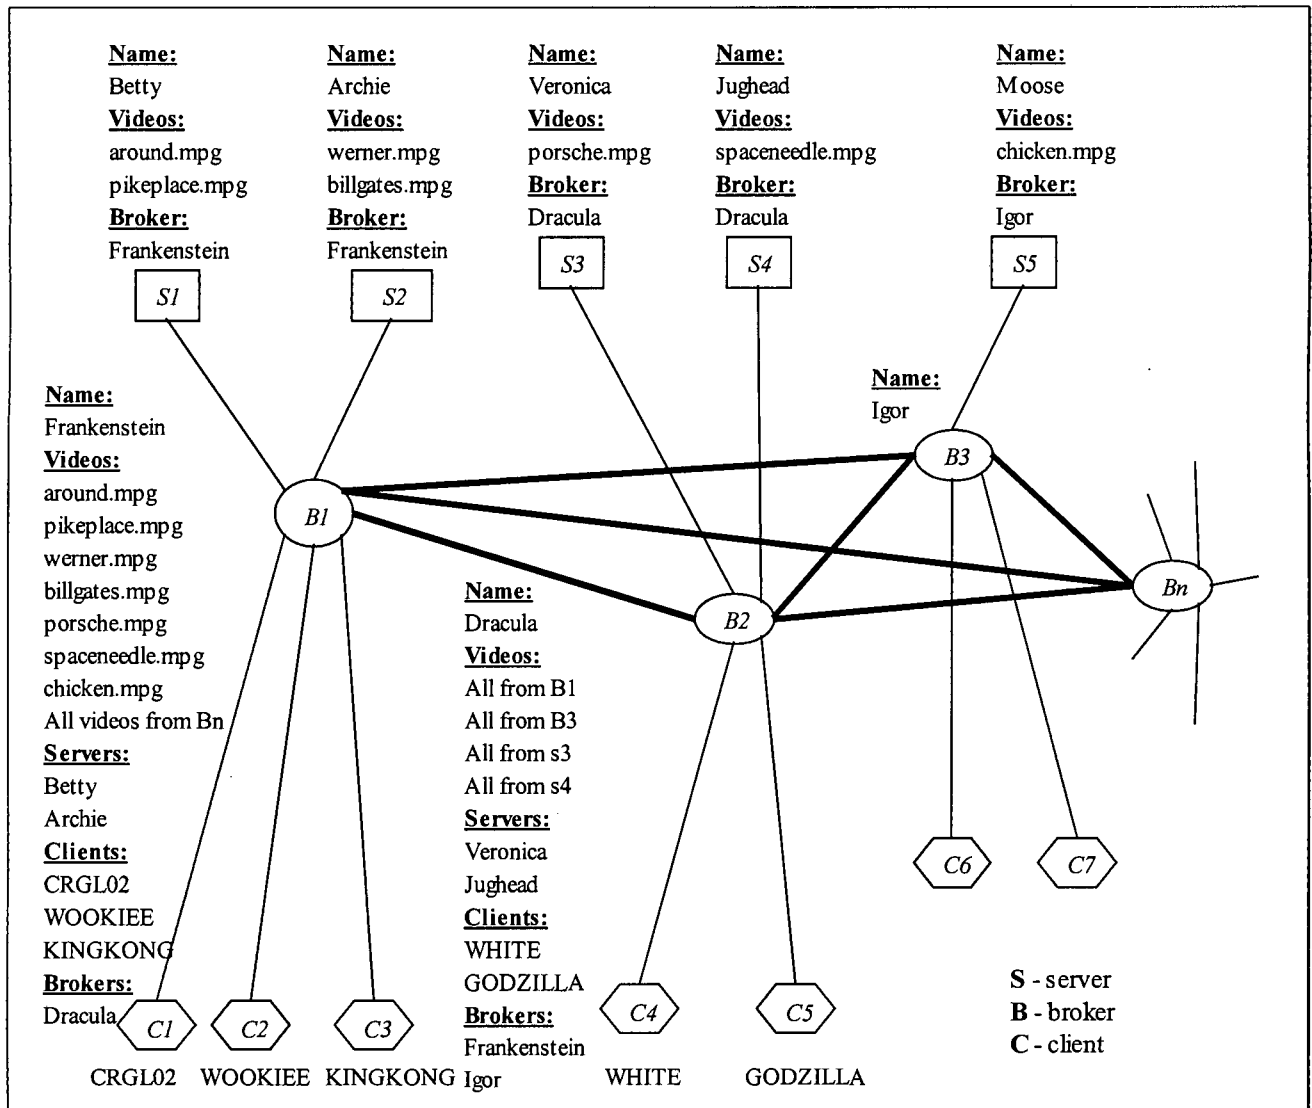 Name:
Betty
Videos:
around.mpg
pikeplace.mpg
Broker:
Frankenstein
S1
Name:
Archie
Videos:
werner.mpg
billgates.mpg
Broker:
Frankenstein
S2
Name:
Veronica
Videos:
porsche.mpg
Broker:
Dracula
S3
Name:
Jughead
Videos:
spaceneedle.mpg
Broker:
Dracula
S4
Name:
Moose
Videos:
chicken.mpg
Broker:
Igor
S5
Name:
Frankenstein
Videos:
around.mpg
pikeplace.mpg
werner.mpg
billgates.mpg
porsche.mpg
spaceneedle.mpg
chicken.mpg
All videos from Bn
Servers:
Betty
Archie
Clients:
CRGL02
WOOKIEE
KINGKONG
Brokers:
Dracula
B1
Name:
Igor
B3
Bn
Name:
Dracula
Videos:
All from B1
All from B3
All from s3
All from s4
Servers:
Veronica
Jughead
Clients:
WHITE
GODZILLA
Brokers:
Frankenstein
Igor
B2
C6
C7
C1
C2
C3
C4
C5
CRGL02
WOOKIEE
KINGKONG
WHITE
GODZILLA
S - server
B - broker
C - client